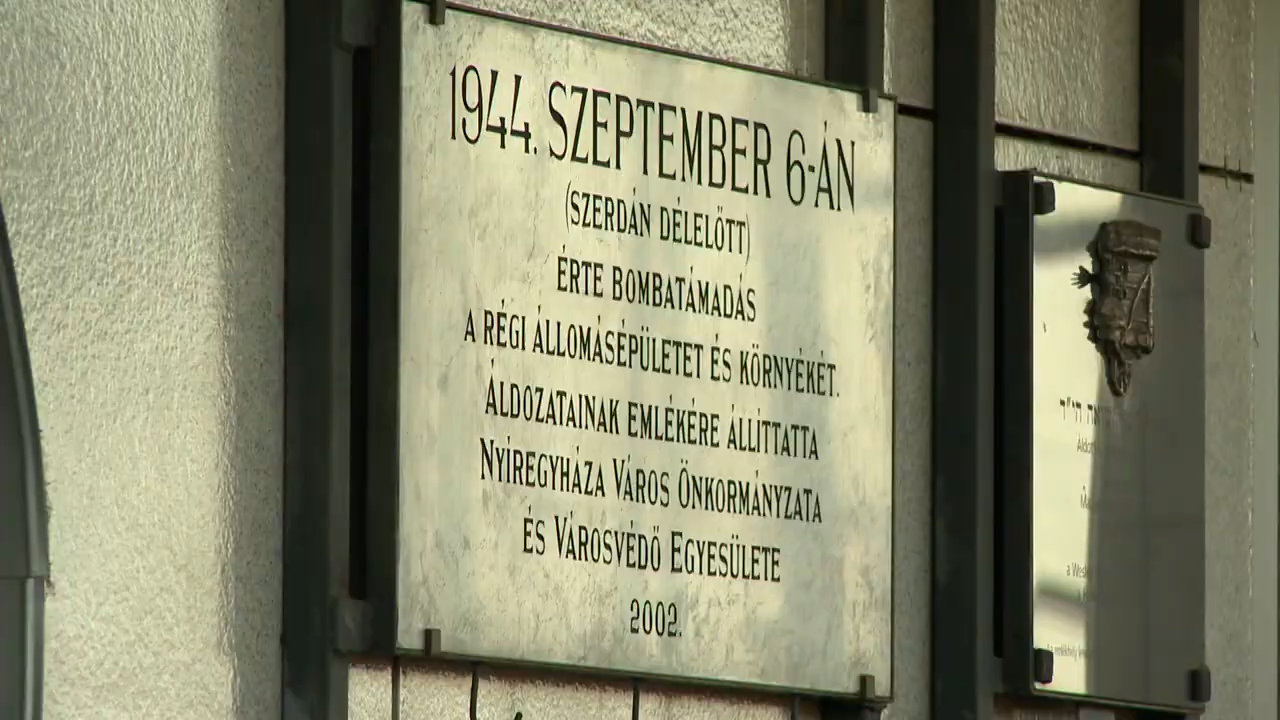 1944. SZEPTEMBER 6-ÁN
(SZERDÁN DÉLELŐTT)
ÉRTE BOMBATÁMADÁS
A RÉGI ÁLLOMÁSÉPÜLETET ÉS KÖRNYÉKÉT.
ÁLDOZATAINAK EMLÉKÉRE ÁLLÍTTATTA
NYÍREGYHÁZA VÁROS ÖNKORMÁNYZATA
ÉS VÁROSVÉDŐ EGYESÜLETE
2002.
הי"ד